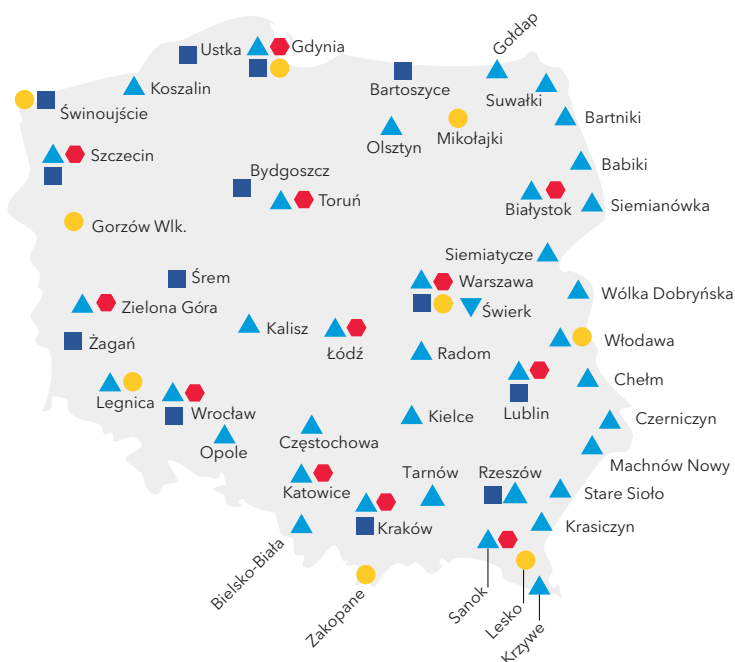 Gołdap
Ustka
Gdynia
Koszalin
Bartoszyce
Suwałki
Świnoujście
Bartniki
Mikołajki
Olsztyn
Szczecin
Babiki
Bydgoszcz
Toruń
Białystok
Siemianówka
Gorzów Wlk.
Siemiatycze
Śrem
Warszawa
Wólka Dobryńska
Zielona Góra
Świerk
Kalisz
Łódź
Żagań
Radom
Włodawa
Chełm
Legnica
Wrocław
Lublin
Kielce
Czerniczyn
Opole
Częstochowa
Machnów Nowy
Katowice
Tarnów
Rzeszów
Stare Sioło
Kraków
Krasiczyn
Bielsko-Biała
Zakopane
Sanok
Lesko
Krzywe